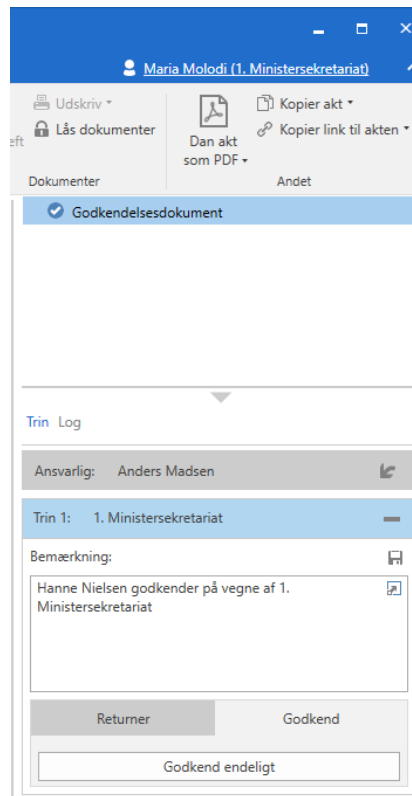 Maria Molodi (1. Ministersekretariat)
Udskriv
Kopier akt
Lås dokumenter
Kopier link til akten
eft
Dan akt
som PDF
Dokumenter
Andet
Godkendelsesdokument
Trin Log
Ansvarlig: Anders Madsen
Trin 1: 1. Ministersekretariat
Bemærkning:
Hanne Nielsen godkender på vegne af 1.
Ministersekretariat
Returner
Godkend
Godkend endeligt